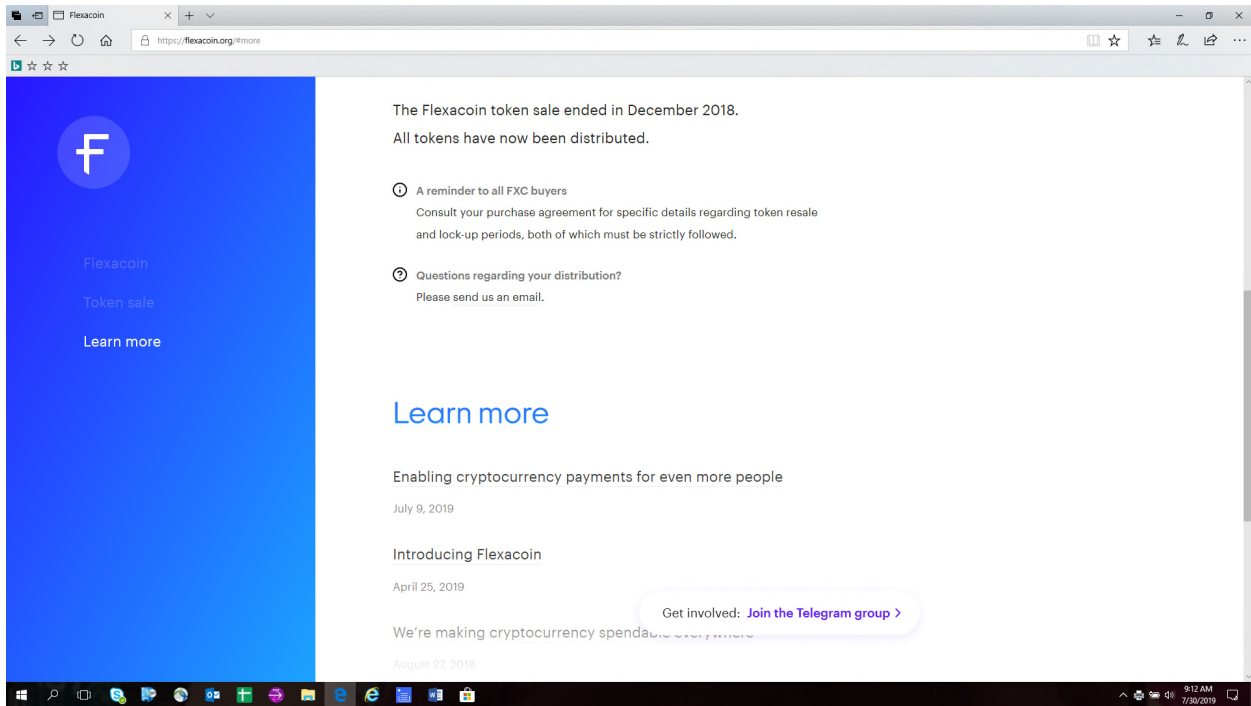 Flexacoin
https://flexacoin.org/#more
F
Flexacoin
Token sale
Learn more
The Flexacoin token sale ended in December 2018.
All tokens have now been distributed.
A reminder to all FXC buyers
Consult your purchase agreement for specific details regarding token resale
and lock-up periods, both of which must be strictly followed.
Questions regarding your distribution?
Please send us an email.
Learn more
Enabling cryptocurrency payments for even more people
July 9, 2019
Introducing Flexacoin
April 25, 2019
Get involved: Join the Telegram group >
We're making cryptocurrency spendable everywhere
August 27, 2018
9:12 AM
7/30/2019